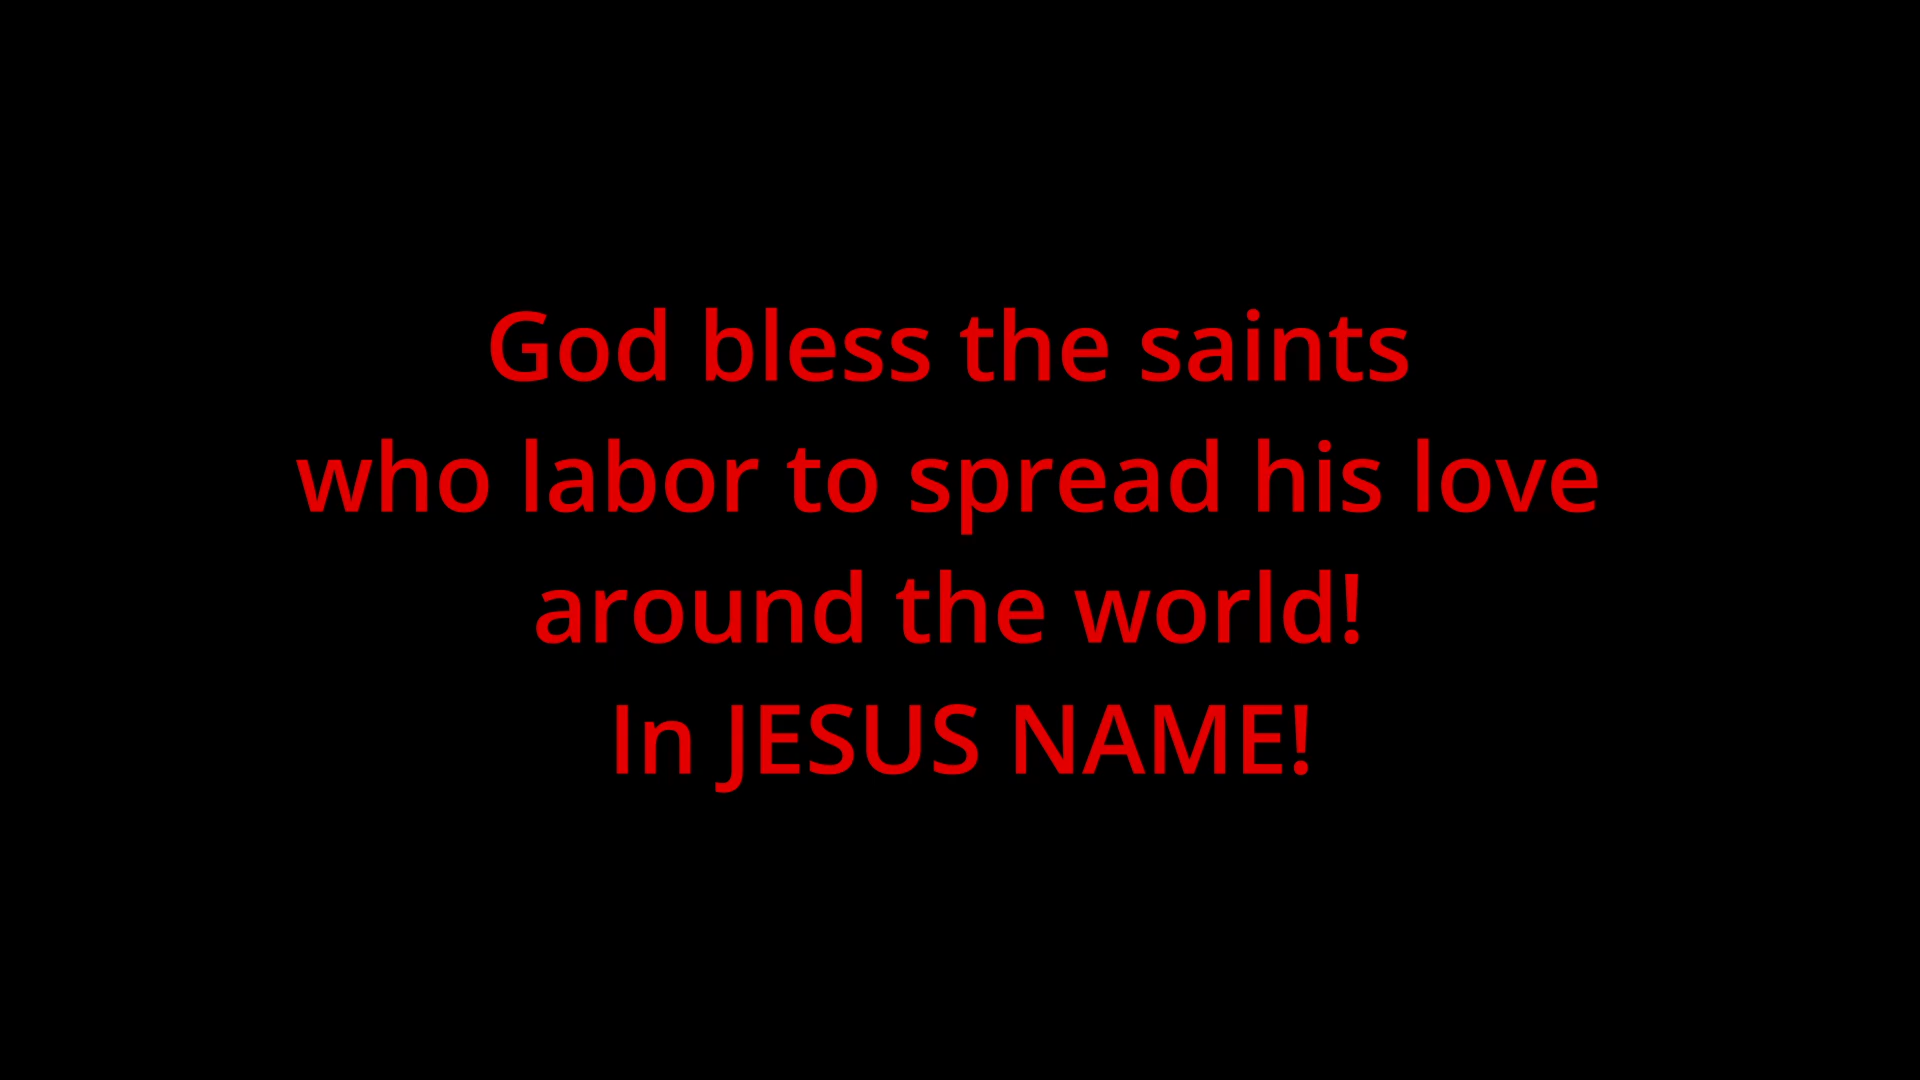 God bless the saints
who labor to spread his love
around the world!
In JESUS NAME!